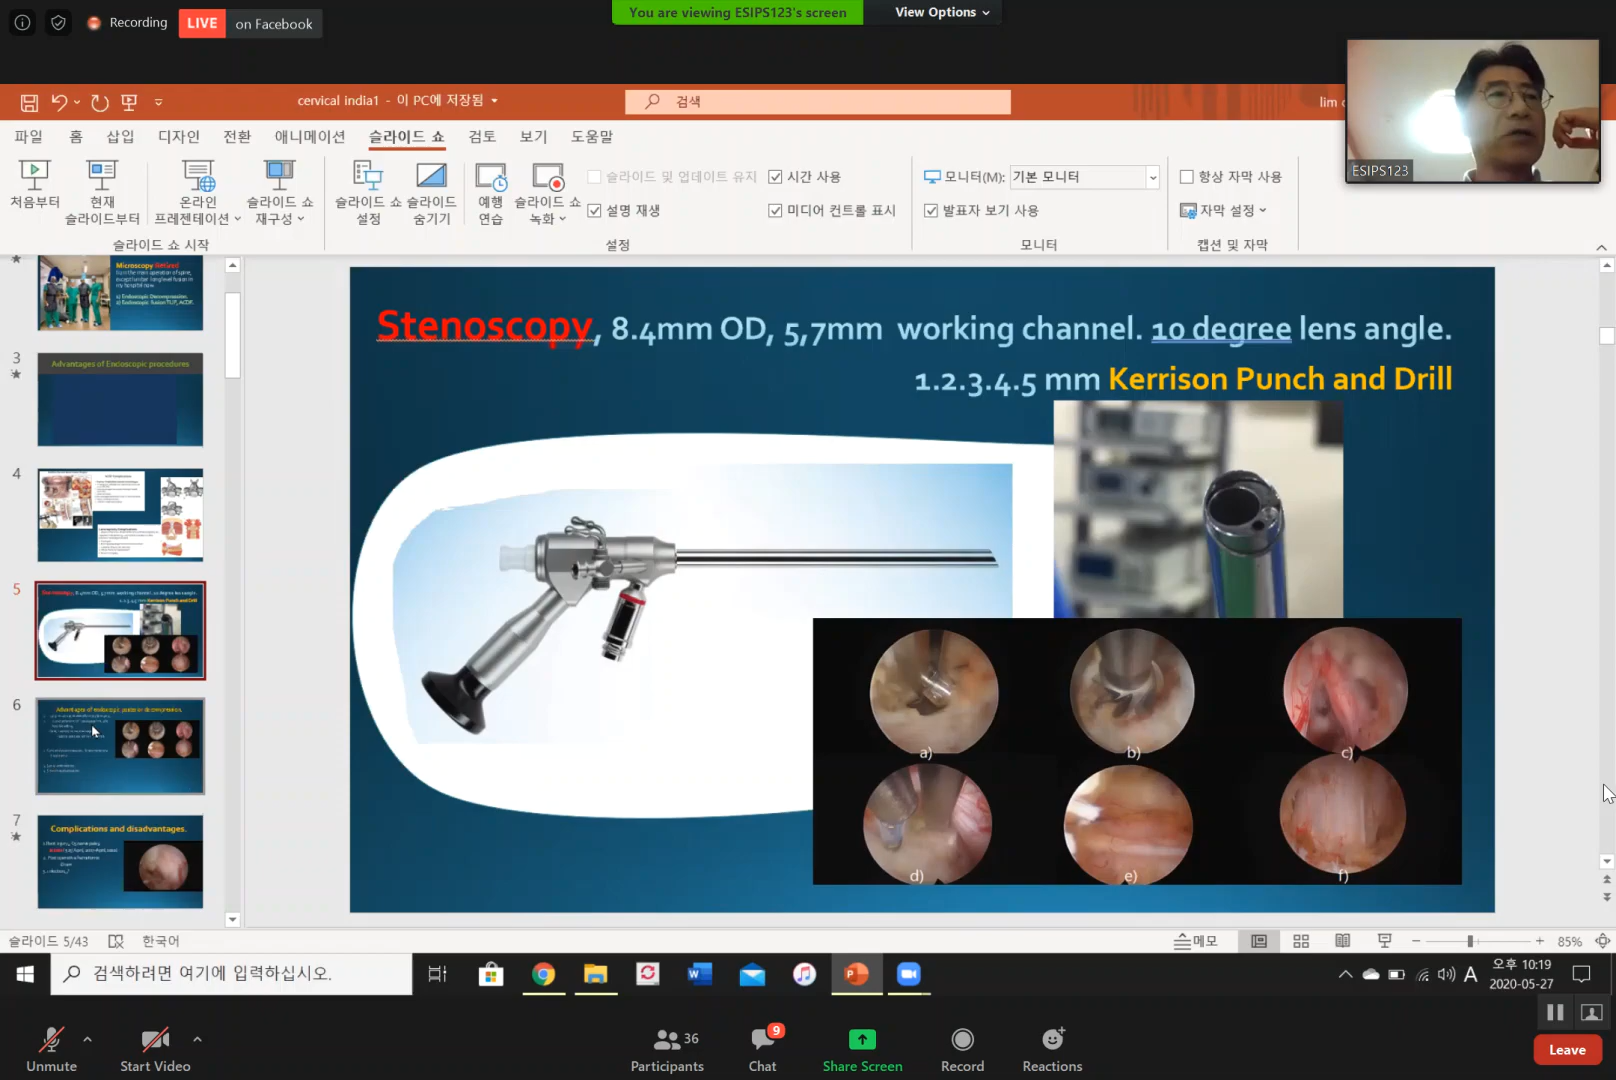 Recording
LIVE on Facebook
You are viewing ESIPS123's screen
View Options
ESIPS123
cervical india1 - 이 PC에 저장됨
검색
lim
파일 홈 삽입 디자인 전환 애니메이션 슬라이드 쇼 검토 보기 도움말
처음부터
현재
슬라이드부터
온라인
프레젠테이션
슬라이드 쇼
재구성
슬라이드 쇼 시작
슬라이드 쇼
설정
슬라이드
숨기기
예행
연습
슬라이드 쇼
녹화
슬라이드 및 업데이트 유지
설명 재생
시간 사용
미디어 컨트롤 표시
설정
모니터(M): 기본 모니터
발표자 보기 사용
모니터
항상 자막 사용
자막 설정
캡션 및 자막
Microscopy
3
Advantages of Endoscopic procedures
4
5
6
Advantages of endoscopic posterior decompression.
7
Complications and disadvantages.
Stenoscopy, 8.4mm OD, 5,7mm working channel. 10 degree lens angle.
1.2.3.4.5 mm Kerrison Punch and Drill
a) b) c)
d) e) f)
슬라이드 5/43 한국어
메모
85%
검색하려면 여기에 입력하십시오.
A
오후 10:19
2020-05-27
Unmute
Start Video
36
Participants
9
Chat
Share Screen
Record
Reactions
Leave